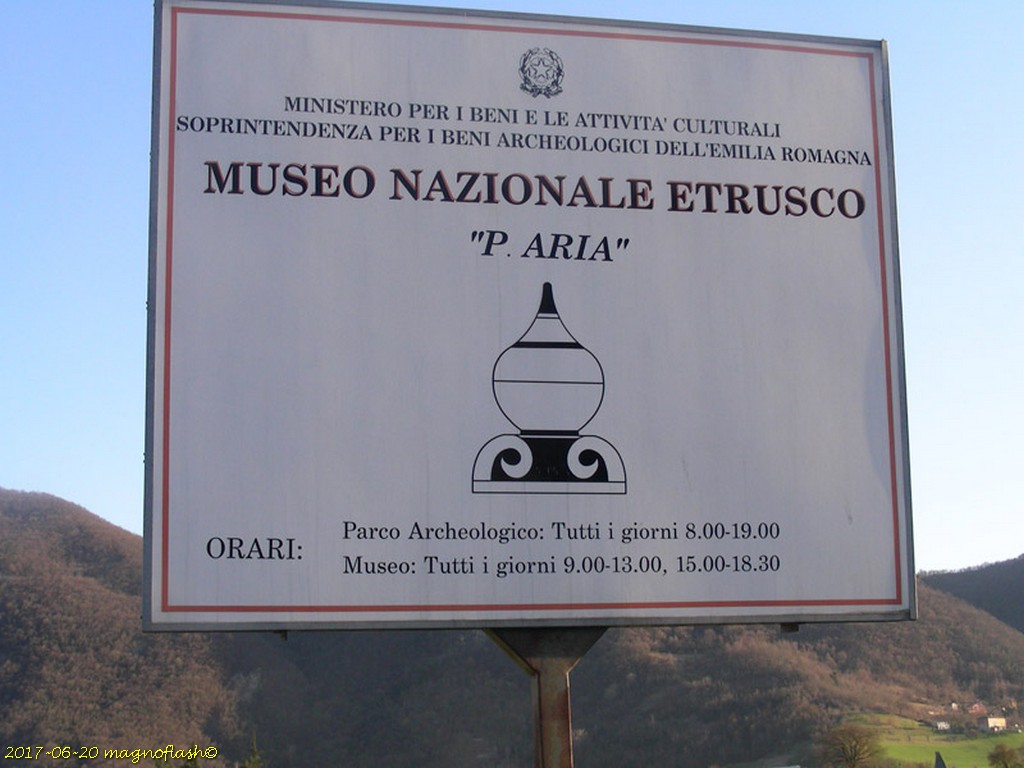 MINISTERO PER I BENI E LE ATTIVITA' CULTURALI
SOPRINTENDENZA PER I BENI ARCHEOLOGICI DELL'EMILIA ROMAGNA
MUSEO NAZIONALE ETRUSCO
"P. ARIA"
ORARI:
Parco Archeologico: Tutti i giorni 8.00-19.00
Museo: Tutti i giorni 9.00-13.00, 15.00-18.30
2017-06-20 magnoflash©